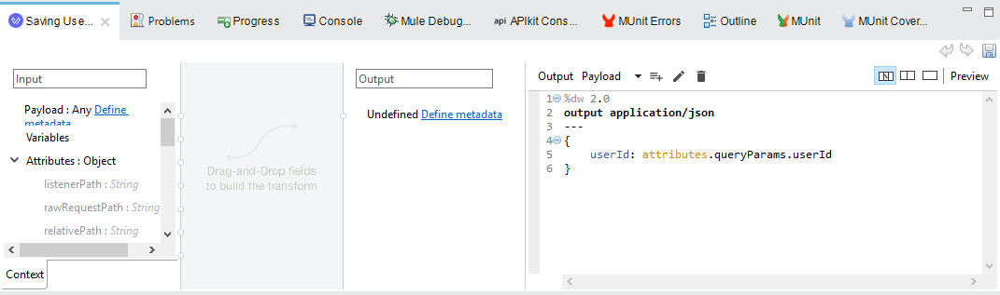 Saving Use... Problems Progress Console Mule Debug... api APIkit Cons... MUnit Errors Outline MUnit MUnit Cover...
Input
Output
Output Payload Preview
Payload : Any Define
metadata
Variables
Attributes : Object
listenerPath : String
rawRequestPath : String
relativePath : String
Context
Drag-and-Drop fields
to build the transform
Undefined Define metadata
1 %dw 2.0
2 output application/json
3 ---
4 {
5 userId: attributes.queryParams.userId
6 }